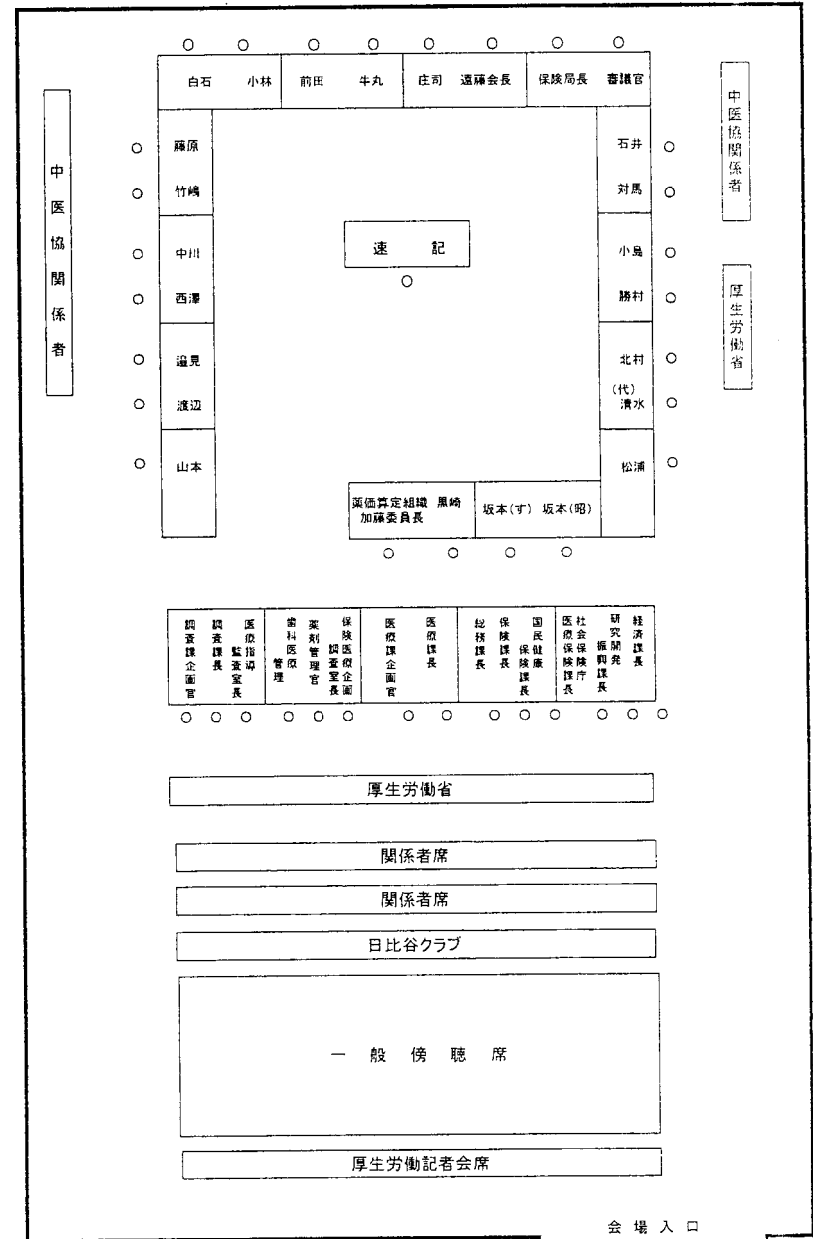 白石 小林 前田 牛丸 庄司 遠藤会長 保険局長 審議官
中医協関係者
藤原
竹嶋
中川
西澤
邉見
渡辺
山本
速 記
石井
対馬
小島
勝村
北村
(代)
清水
松浦
中医協関係者
厚生労働省
薬価算定組織 黒崎
加藤委員長
坂本(す) 坂本(昭)
調査課企画官
調査課長
医療指導
監査室長
歯科医療
管理
薬剤管理官
保険医療企画
調査室長
医療課企画官
医療課長
総務課長
保険課長
国民健康
保険課長
社会保険庁
医療保険課長
研究開発
振興課長
経済課長
厚生労働省
関係者席
関係者席
日比谷クラブ
一 般 傍 聴 席
厚生労働記者会席
会 場 入 口